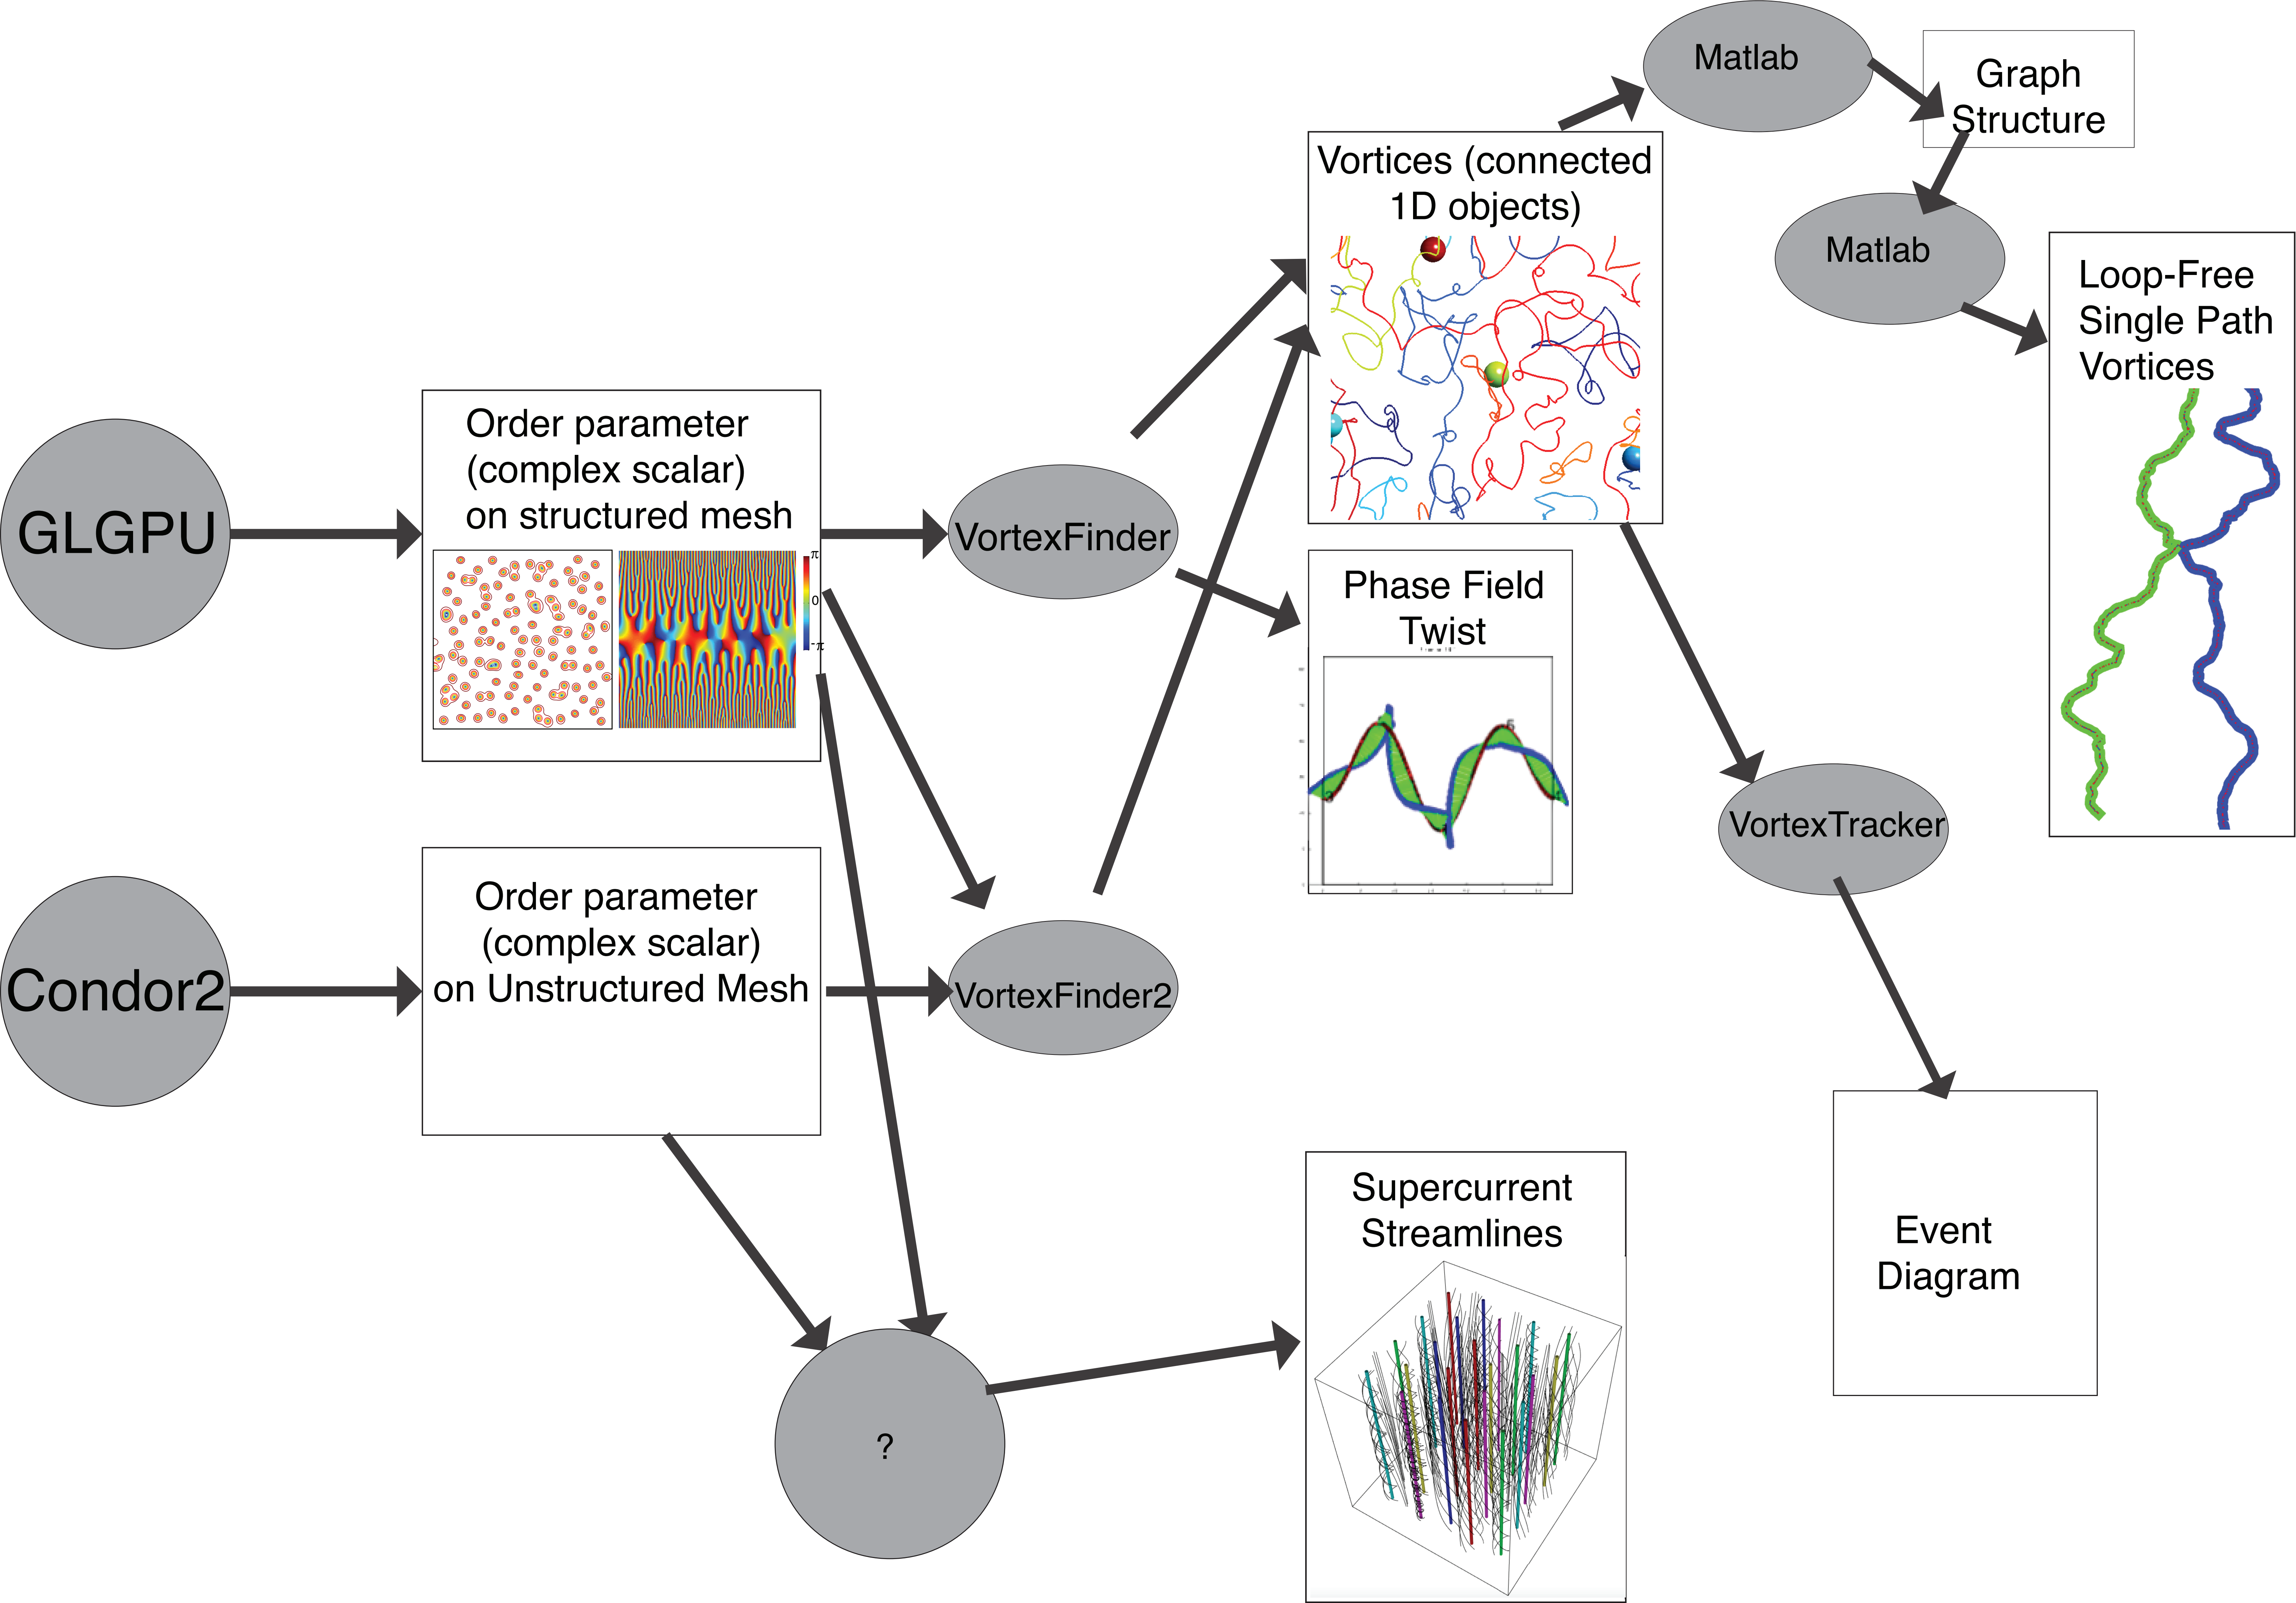 Matlab
Graph
Structure
Vortices (connected
1D objects)
Matlab
Loop-Free
Single Path
Vortices
Order parameter
(complex scalar)
on structured mesh
GLGPU
π
0
-π
VortexFinder
Phase Field
Twist
5
VortexTracker
Order parameter
(complex scalar)
on Unstructured Mesh
Condor2
VortexFinder2
Supercurrent
Streamlines
Event
Diagram
?